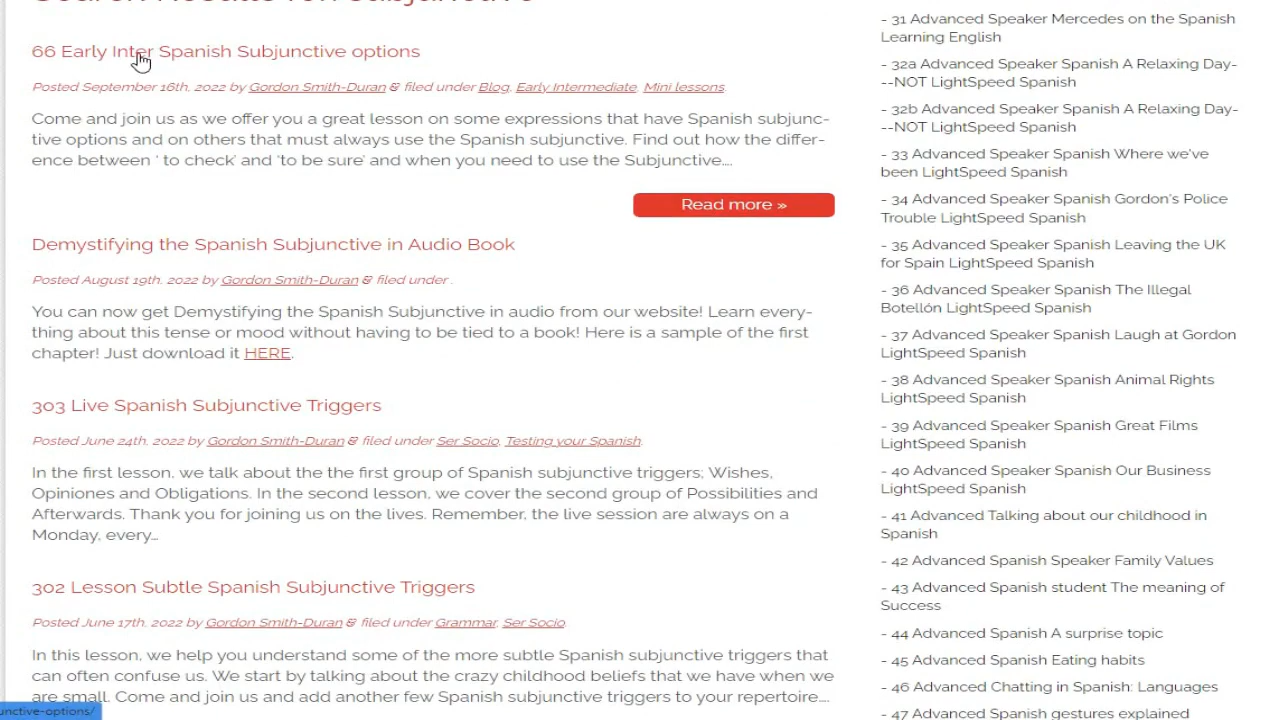 Search Results for: Subjunctive
66 Early Inter Spanish Subjunctive options
Posted September 16th, 2022 by Gordon Smith-Duran & filed under Blog, Early Intermediate, Mini lessons.
Come and join us as we offer you a great lesson on some expressions that have Spanish subjunc-
tive options and on others that must always use the Spanish subjunctive. Find out how the differ-
ence between ‘ to check’ and ‘to be sure’ and when you need to use the Subjunctive....
Read more »
Demystifying the Spanish Subjunctive in Audio Book
Posted August 19th, 2022 by Gordon Smith-Duran & filed under .
You can now get Demystifying the Spanish Subjunctive in audio from our website! Learn every-
thing about this tense or mood without having to be tied to a book! Here is a sample of the first
chapter! Just download it HERE.
303 Live Spanish Subjunctive Triggers
Posted June 24th, 2022 by Gordon Smith-Duran & filed under Ser Socio, Testing your Spanish.
In the first lesson, we talk about the the first group of Spanish subjunctive triggers; Wishes,
Opiniones and Obligations. In the second lesson, we cover the second group of Possibilities and
Afterwards. Thank you for joining us on the lives. Remember, the live session are always on a
Monday, every...
302 Lesson Subtle Spanish Subjunctive Triggers
Posted June 17th, 2022 by Gordon Smith-Duran & filed under Grammar, Ser Socio.
In this lesson, we help you understand some of the more subtle Spanish subjunctive triggers that
can often confuse us. We start by talking about the crazy childhood beliefs that we have when we
are small. Come and join us and add another few Spanish subjunctive triggers to your repertoire....
unctive-options/
- 31 Advanced Speaker Mercedes on the Spanish
Learning English
- 32a Advanced Speaker Spanish A Relaxing Day-
--NOT LightSpeed Spanish
- 32b Advanced Speaker Spanish A Relaxing Day-
--NOT LightSpeed Spanish
- 33 Advanced Speaker Spanish Where we've
been LightSpeed Spanish
- 34 Advanced Speaker Spanish Gordon's Police
Trouble LightSpeed Spanish
- 35 Advanced Speaker Spanish Leaving the UK
for Spain LightSpeed Spanish
- 36 Advanced Speaker Spanish The Illegal
Botellón LightSpeed Spanish
- 37 Advanced Speaker Spanish Laugh at Gordon
LightSpeed Spanish
- 38 Advanced Speaker Spanish Animal Rights
LightSpeed Spanish
- 39 Advanced Speaker Spanish Great Films
LightSpeed Spanish
- 40 Advanced Speaker Spanish Our Business
LightSpeed Spanish
- 41 Advanced Talking about our childhood in
Spanish
- 42 Advanced Spanish Speaker Family Values
- 43 Advanced Spanish student The meaning of
Success
- 44 Advanced Spanish A surprise topic
- 45 Advanced Spanish Eating habits
- 46 Advanced Chatting in Spanish: Languages
- 47 Advanced Spanish gestures explained